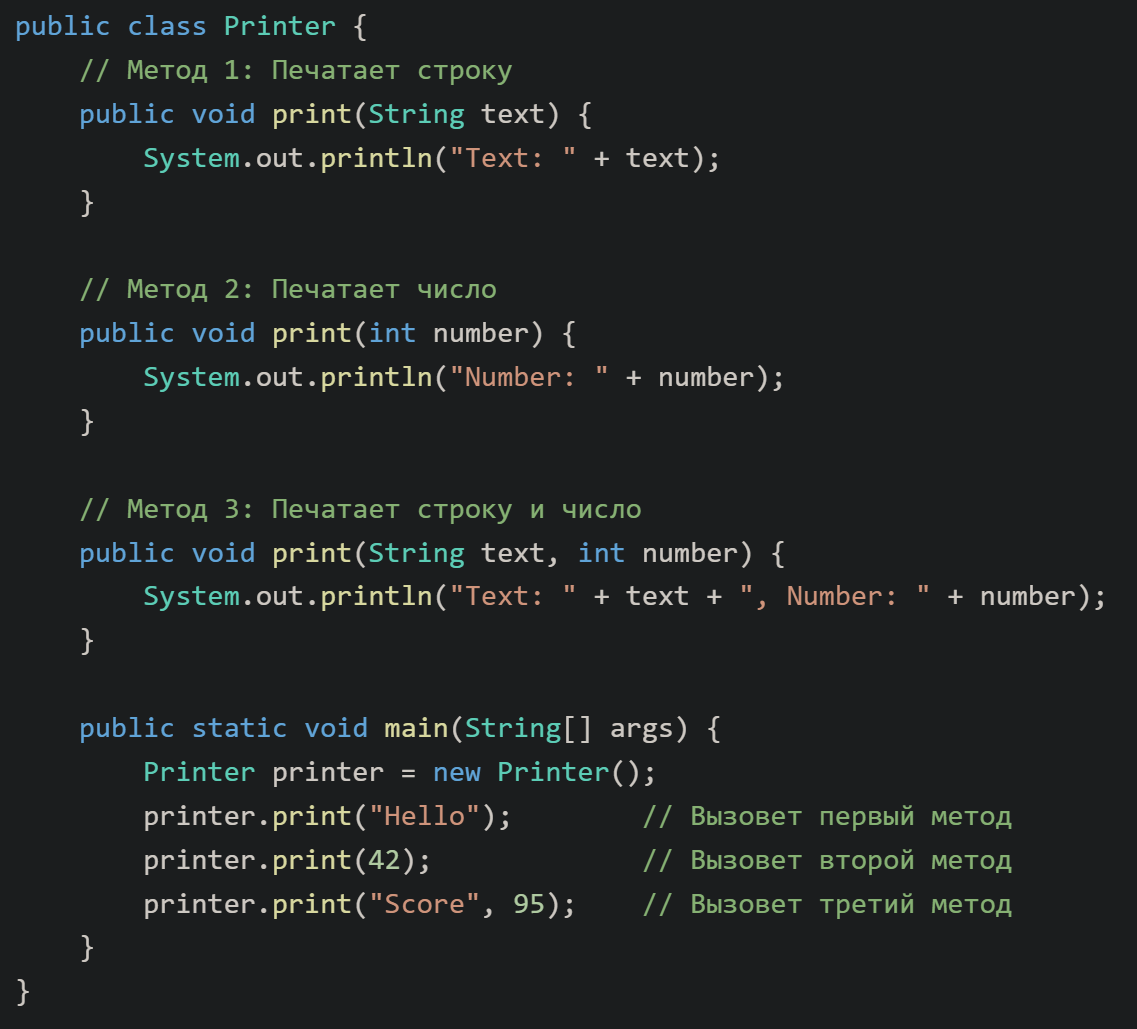 public class Printer {
    // Метод 1: Печатает строку
    public void print(String text) {
        System.out.println("Text: " + text);
    }

    // Метод 2: Печатает число
    public void print(int number) {
        System.out.println("Number: " + number);
    }

    // Метод 3: Печатает строку и число
    public void print(String text, int number) {
        System.out.println("Text: " + text + ", Number: " + number);
    }

    public static void main(String[] args) {
        Printer printer = new Printer();
        printer.print("Hello");        // Вызовет первый метод
        printer.print(42);             // Вызовет второй метод
        printer.print("Score", 95);    // Вызовет третий метод
    }
}